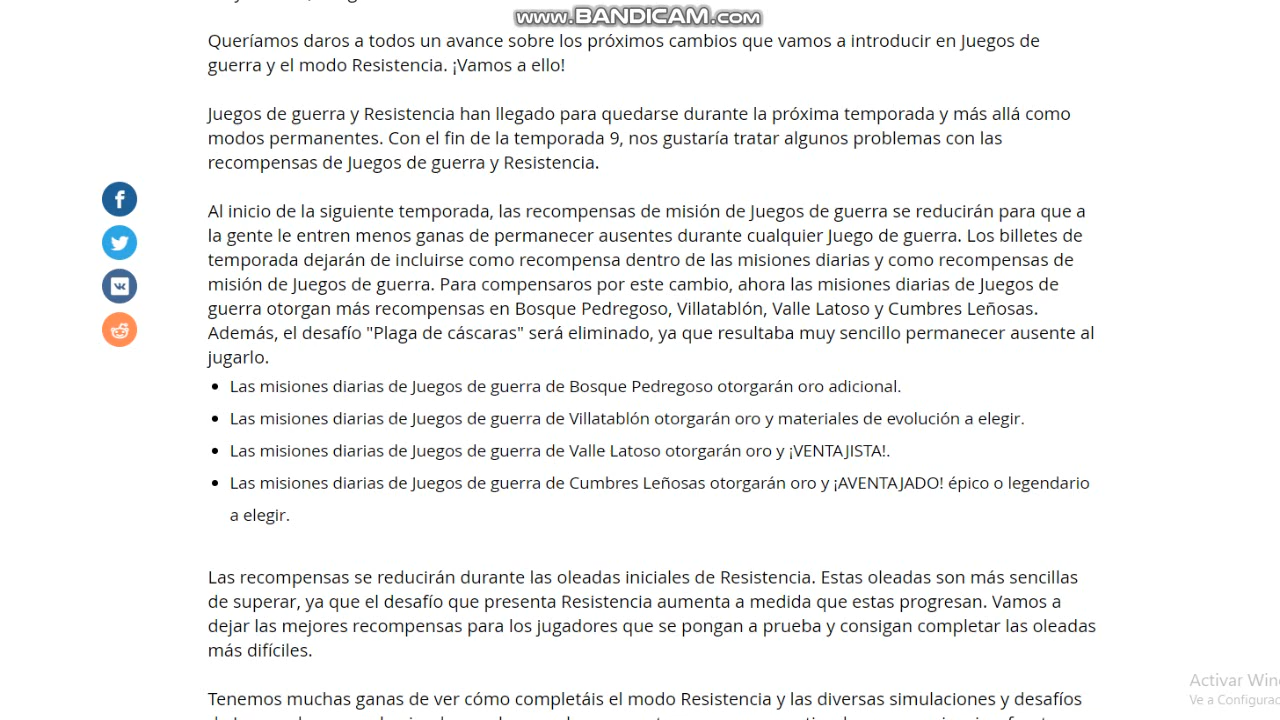 www.BANDICAM.com
Queríamos daros a todos un avance sobre los próximos cambios que vamos a introducir en Juegos de
guerra y el modo Resistencia. ¡Vamos a ello!
Juegos de guerra y Resistencia han llegado para quedarse durante la próxima temporada y más allá como
modos permanentes. Con el fin de la temporada 9, nos gustaría tratar algunos problemas con las
recompensas de Juegos de guerra y Resistencia.
Al inicio de la siguiente temporada, las recompensas de misión de Juegos de guerra se reducirán para que a
la gente le entren menos ganas de permanecer ausentes durante cualquier Juego de guerra. Los billetes de
temporada dejarán de incluirse como recompensa dentro de las misiones diarias y como recompensas de
misión de Juegos de guerra. Para compensaros por este cambio, ahora las misiones diarias de Juegos de
guerra otorgan más recompensas en Bosque Pedregoso, Villatablón, Valle Latoso y Cumbres Leñosas.
Además, el desafío "Plaga de cáscaras" será eliminado, ya que resultaba muy sencillo permanecer ausente al
jugarlo.
• Las misiones diarias de Juegos de guerra de Bosque Pedregoso otorgarán oro adicional.
• Las misiones diarias de Juegos de guerra de Villatablón otorgarán oro y materiales de evolución a elegir.
• Las misiones diarias de Juegos de guerra de Valle Latoso otorgarán oro y ¡VENTAJISTA!.
• Las misiones diarias de Juegos de guerra de Cumbres Leñosas otorgarán oro y ¡AVENTAJADO! épico o legendario
a elegir.
Las recompensas se reducirán durante las oleadas iniciales de Resistencia. Estas oleadas son más sencillas
de superar, ya que el desafío que presenta Resistencia aumenta a medida que estas progresan. Vamos a
dejar las mejores recompensas para los jugadores que se pongan a prueba y consigan completar las oleadas
más difíciles.
Activar Win
Ve a Configurac
Tenemos muchas ganas de ver cómo completáis el modo Resistencia y las diversas simulaciones y desafíos